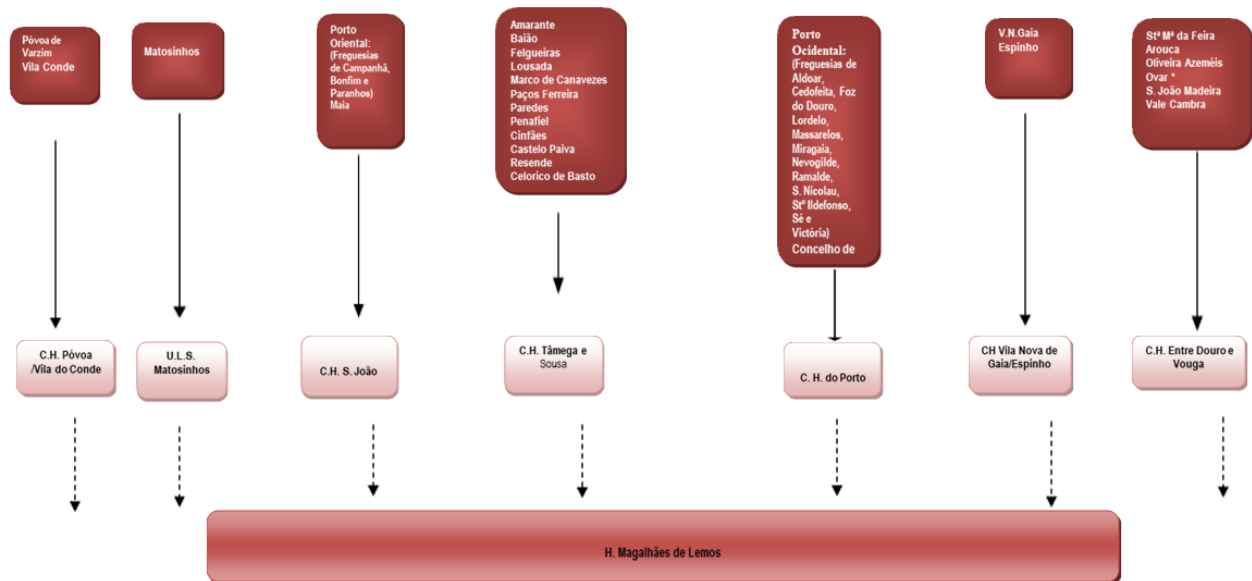 Póvoa de
Varzim
Vila Conde
Matosinhos
Porto
Oriental:
(Freguesias
de Campanhã,
Bonfim e
Paranhos)
Maia
Amarante
Baião
Felgueiras
Lousada
Marco de Canavezes
Paços Ferreira
Paredes
Penafiel
Cinfães
Castelo Paiva
Resende
Celorico de Basto
Porto
Ocidental:
(Freguesias de
Aldoar,
Cedofeita, Foz
do Douro,
Lordelo,
Massarelos,
Miragaia,
Nevogilde,
Ramalde,
S. Nicolau,
Stª Ildefonso,
Sé e
Victória)
Concelho de
V.N.Gaia
Espinho
Stª Mª da Feira
Arouca
Oliveira Azeméis
Ovar *
S. João Madeira
Vale Cambra
C.H. Póvoa
/Vila do Conde
U.L.S.
Matosinhos
C.H. S. João
C.H. Tâmega e
Sousa
C. H. do Porto
CH Vila Nova de
Gaia/Espinho
C.H. Entre Douro e
Vouga
H. Magalhães de Lemos